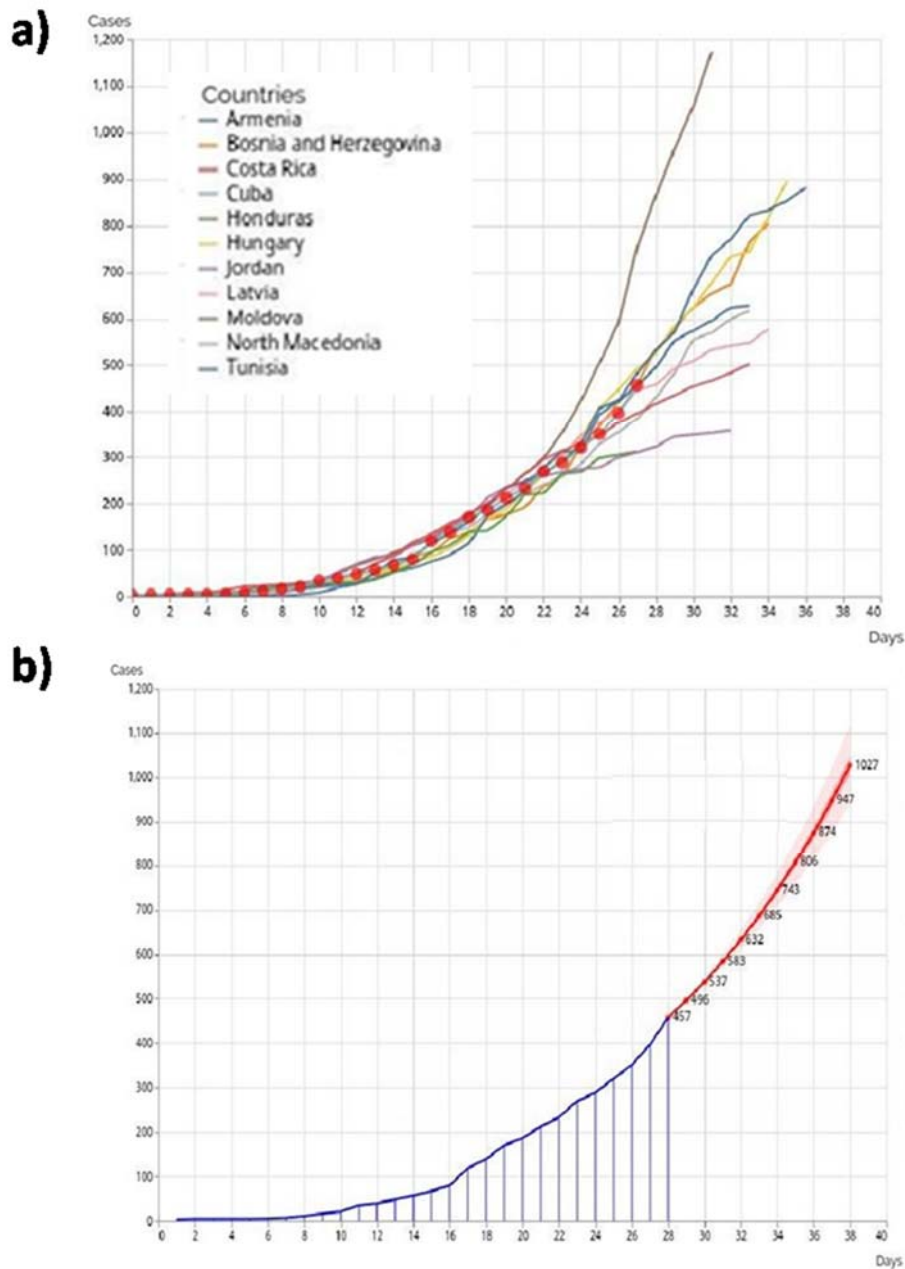 a)
Cases
1,200
1,100
1,000
900
800
700
600
500
400
300
200
100
0
Countries
Armenia
Bosnia and Herzegovina
Costa Rica
Cuba
Honduras
Hungary
Jordan
Latvia
Moldova
North Macedonia
Tunisia
0 2 4 6 8 10 12 14 16 18 20 22 24 26 28 30 32 34 36 38 40
Days
b)
Cases
1,200
1,100
1,000
900
800
700
600
500
400
300
200
100
0
1027
947
874
806
743
685
632
583
537
496
457
0 2 4 6 8 10 12 14 16 18 20 22 24 26 28 30 32 34 36 38 40
Days